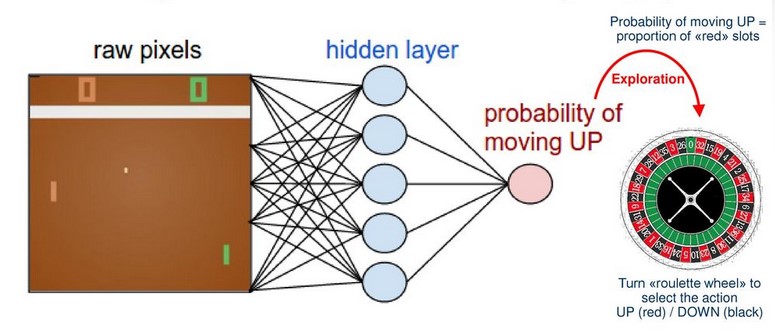 raw pixels
hidden layer
probability of
moving UP
Probability of moving UP =
proportion of «red» slots
Exploration
Turn «roulette wheel» to
select the action
UP (red) / DOWN (black)